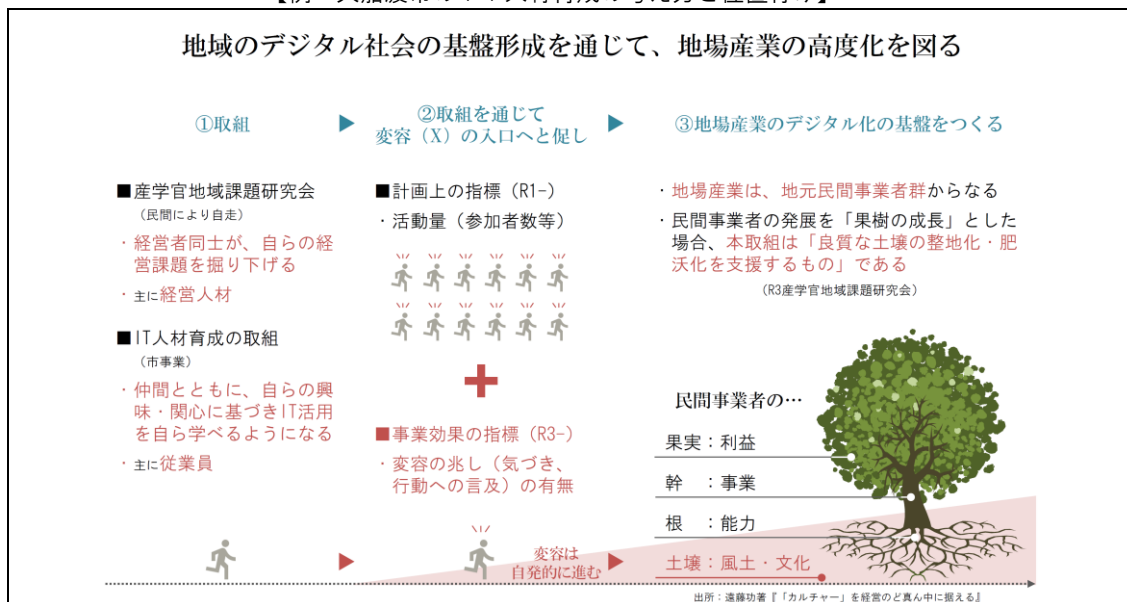 地域のデジタル社会の基盤形成を通じて、地場産業の高度化を図る
①取組
②取組を通じて
変容（X）の入口へと促し
③地場産業のデジタル化の基盤をつくる
■産学官地域課題研究会
（民間により自走）
・経営者同士が、自らの経
営課題を掘り下げる
・主に経営人材
■IT人材育成の取組
（市事業）
・仲間とともに、自らの興
味・関心に基づきIT活用
を自ら学べるようになる
・主に従業員
■計画上の指標（R1-）
・活動量（参加者数等）
■事業効果の指標（R3-）
・変容の兆し（気づき、
行動への言及）の有無
変容は
自発的に進む
・地場産業は、地元民間事業者群からなる
・民間事業者の発展を「果樹の成長」とした
場合、本取組は「良質な土壌の整地化・肥
沃化を支援するもの」である
（R3産学官地域課題研究会）
民間事業者の…
果実：利益
幹　：事業
根　：能力
土壌：風土・文化
出所：遠藤功著『「カルチャー」を経営のど真ん中に据える』